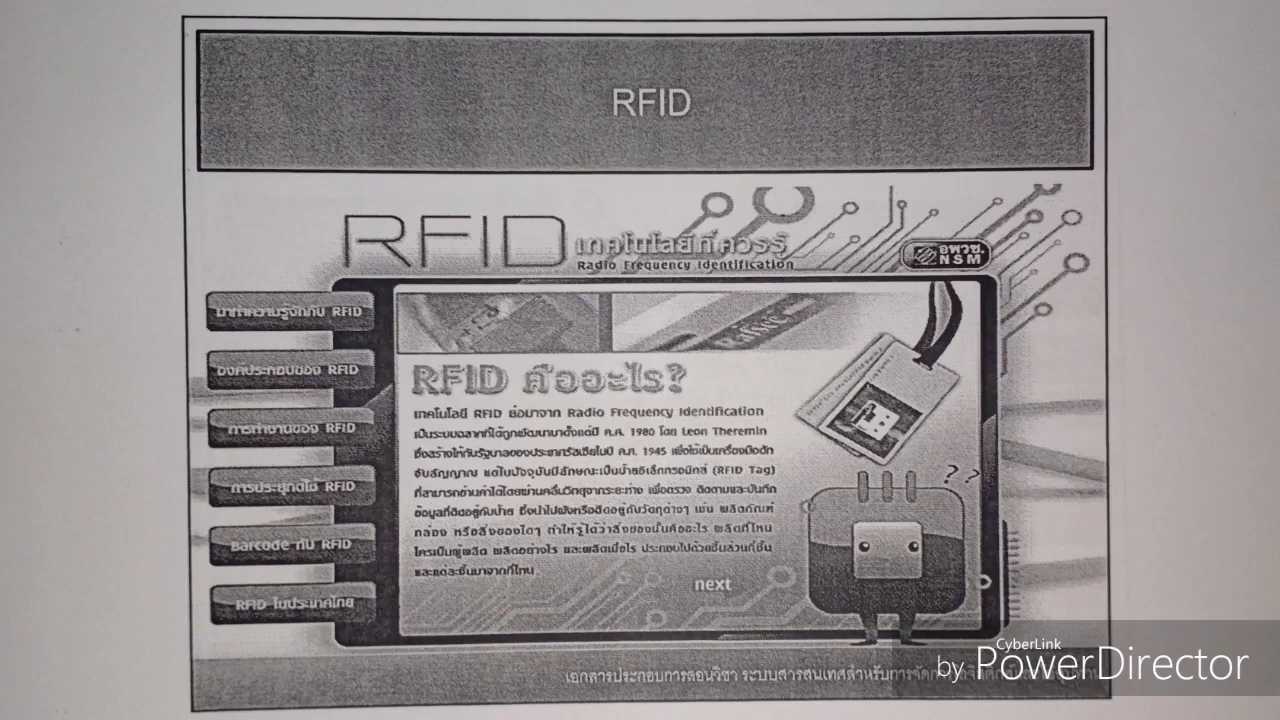 RFID
RFID เทคโนโลยีที่ควรรู้
Radio Frequency Identification
อพวช.
NSM
มาทำความรู้จักกับ RFID
องค์ประกอบของ RFID
การทำงานของ RFID
การประยุกต์ใช้ RFID
Barcode กับ RFID
RFID ในประเทศไทย
RFID คืออะไร?
เทคโนโลยี RFID ย่อมาจาก Radio Frequency Identification
เป็นระบบฉลากที่ได้ถูกพัฒนามาตั้งแต่ปี ค.ศ. 1980 โดย Leon Theremin
ซึ่งสร้างให้กับรัฐบาลของประเทศรัสเซียในปี ค.ศ. 1945 เพื่อใช้เป็นเครื่องมือดัก
จับสัญญาณ แต่ในปัจจุบันมีลักษณะเป็นป้ายอิเล็กทรอนิกส์ (RFID Tag)
ที่สามารถอ่านค่าได้โดยผ่านคลื่นวิทยุจากระยะห่าง เพื่อตรวจ ติดตามและบันทึก
ข้อมูลที่ติดอยู่กับป้าย ซึ่งนำไปฝังหรือติดอยู่กับวัตถุต่างๆ เช่น ผลิตภัณฑ์
กล่อง หรือสิ่งของใดๆ ทำให้รู้ได้ว่าสิ่งของนั้นคืออะไร ผลิตที่ไหน
ใครเป็นผู้ผลิต ผลิตอย่างไร และผลิตเมื่อไร ประกอบไปด้วยชิ้นส่วนกี่ชิ้น
และแต่ละชิ้นมาจากที่ไหน
next
? ?
เอกสารประกอบการสอนวิชา ระบบสารสนเทศสำหรับการจัดการ
CyberLink
by PowerDirector